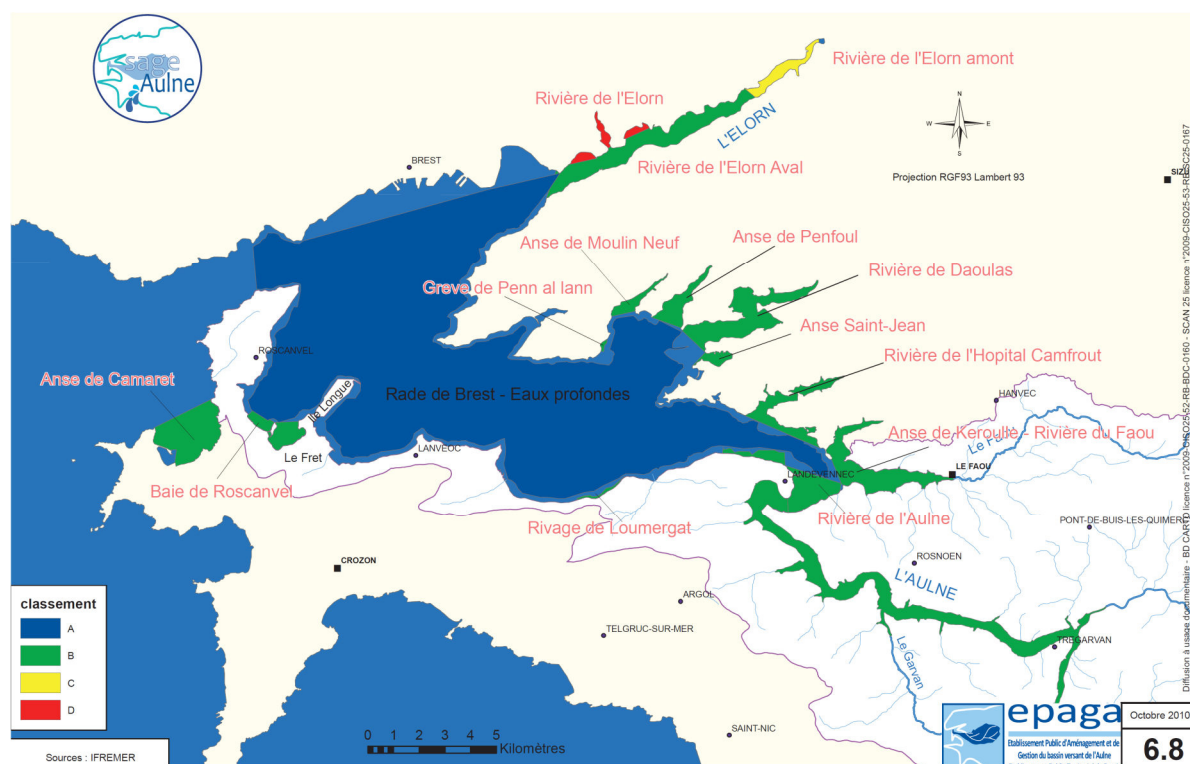 sage
Aulne
Rivière de l'Elorn amont
Rivière de l'Elorn
L'ELORN
Rivière de l'Elorn Aval
BREST
N
W
E
S
Projection RGF93 Lambert 93
SIZU
Anse de Moulin Neuf
Anse de Penfoul
Rivière de Daoulas
Greve de Penn al lann
Anse Saint-Jean
ROSCANVEL
Rivière de l'Hopital Camfrout
Anse de Camaret
Ile Longue
Rade de Brest - Eaux profondes
HANVEC
Anse de Keroulle - Rivière du Faou
Le Fret
LANVEOC
LE FAOU
LANDEVENNEC
Baie de Roscanvel
Rivière de l'Aulne
Rivage de Loumergat
PONT-DE-BUIS-LES-QUIMER
CROZON
ROSNOEN
L'AULNE
ARGOL
TELGRUC-SUR-MER
TREGARVAN
Le Garvan
SAINT-NIC
classement
A
B
C
D
0 1 2 3 4 5
Kilomètres
Sources : IFREMER
epaga
Etablissement Public d'Aménagement et de
Gestion du bassin versant de l'Aulne
Octobre 2010
6.8
Diffusion à usage documentaire - BD CARTO licence n°2009-CISO25-52-RB-BDC-0160 - SCAN 25 licence n°2009-CISO25-53-RB-SC25-0167